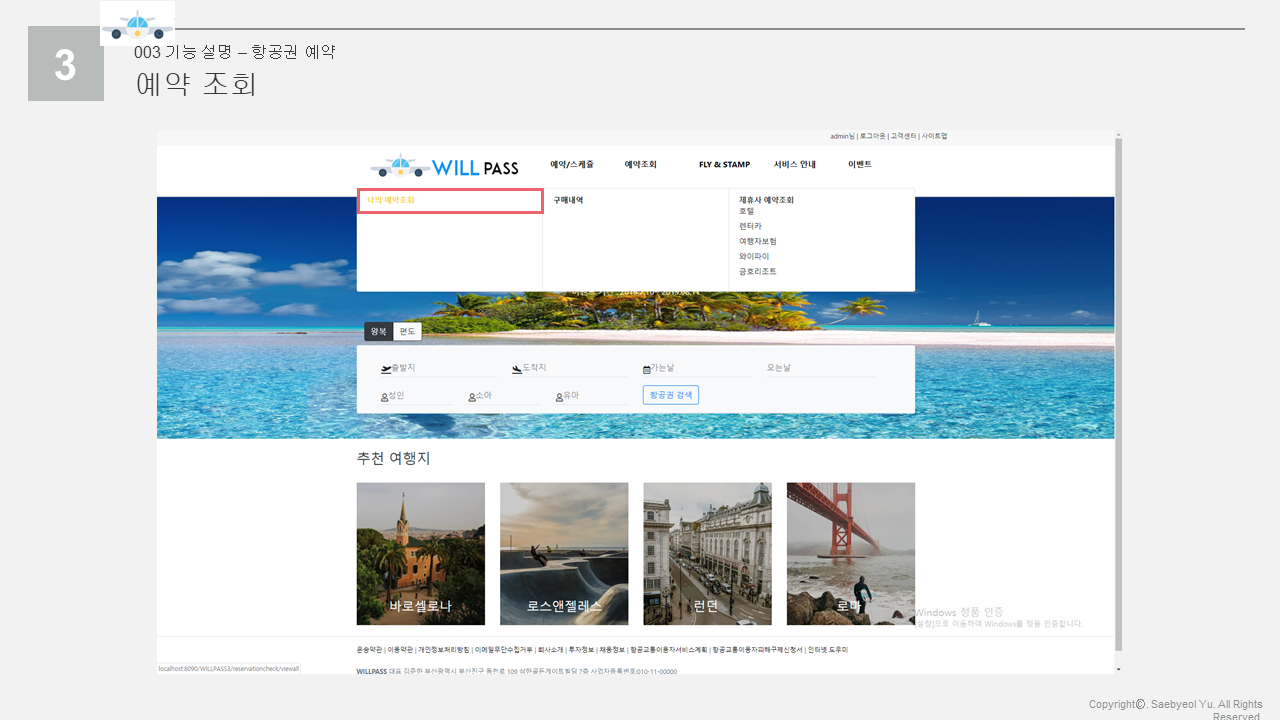 3
003 기능 설명 – 항공권 예약
예약 조회
admin님 | 로그아웃 | 고객센터 | 사이트맵
WILL PASS
예약/스케쥴 예약조회 FLY & STAMP 서비스 안내 이벤트
나의 예약조회 구매내역 제휴사 예약조회
호텔
렌터카
여행자보험
와이파이
금호리조트
왕복 편도
출발지 도착지 가는날 오는날
성인 소아 유아 항공권 검색
추천 여행지
바로셀로나 로스앤젤레스 런던 로마
Windows 정품 인증
[설정]으로 이동하여 Windows를 정품 인증합니다.
운송약관 | 이용약관 | 개인정보처리방침 | 이메일무단수집거부 | 회사소개 | 투자정보 | 채용정보 | 항공교통이용자서비스계획 | 항공교통이용자피해구제신청서 | 인터넷 도우미
localhost:8090/WILLPASS3/reservationcheck/viewall
WILLPASS 대표 김준한 부산광역시 부산진구 동천로 109 삼한골든게이트빌딩 7층 사업자등록번호:010-11-00000
Copyright©. Saebyeol Yu. All Rights
Reserved.